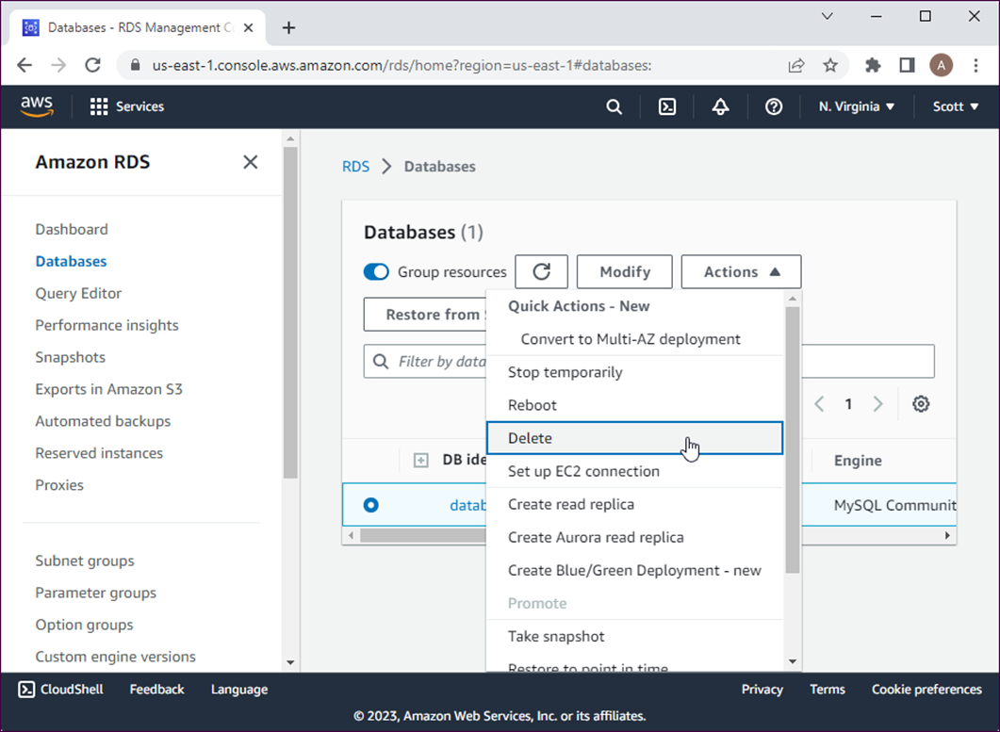 Databases - RDS Management C
us-east-1.console.aws.amazon.com/rds/home?region=us-east-1#databases:
A
aws
Services
N. Virginia
Scott
Amazon RDS
Dashboard
Databases
Query Editor
Performance insights
Snapshots
Exports in Amazon S3
Automated backups
Reserved instances
Proxies
Subnet groups
Parameter groups
Option groups
Custom engine versions
RDS > Databases
Databases (1)
Group resources
Modify
Actions
Restore from
Filter by data
1
DB ide
Engine
datab
MySQL Communit
Quick Actions - New
Convert to Multi-AZ deployment
Stop temporarily
Reboot
Delete
Set up EC2 connection
Create read replica
Create Aurora read replica
Create Blue/Green Deployment - new
Promote
Take snapshot
Restore to point in time
CloudShell
Feedback
Language
Privacy
Terms
Cookie preferences
© 2023, Amazon Web Services, Inc. or its affiliates.